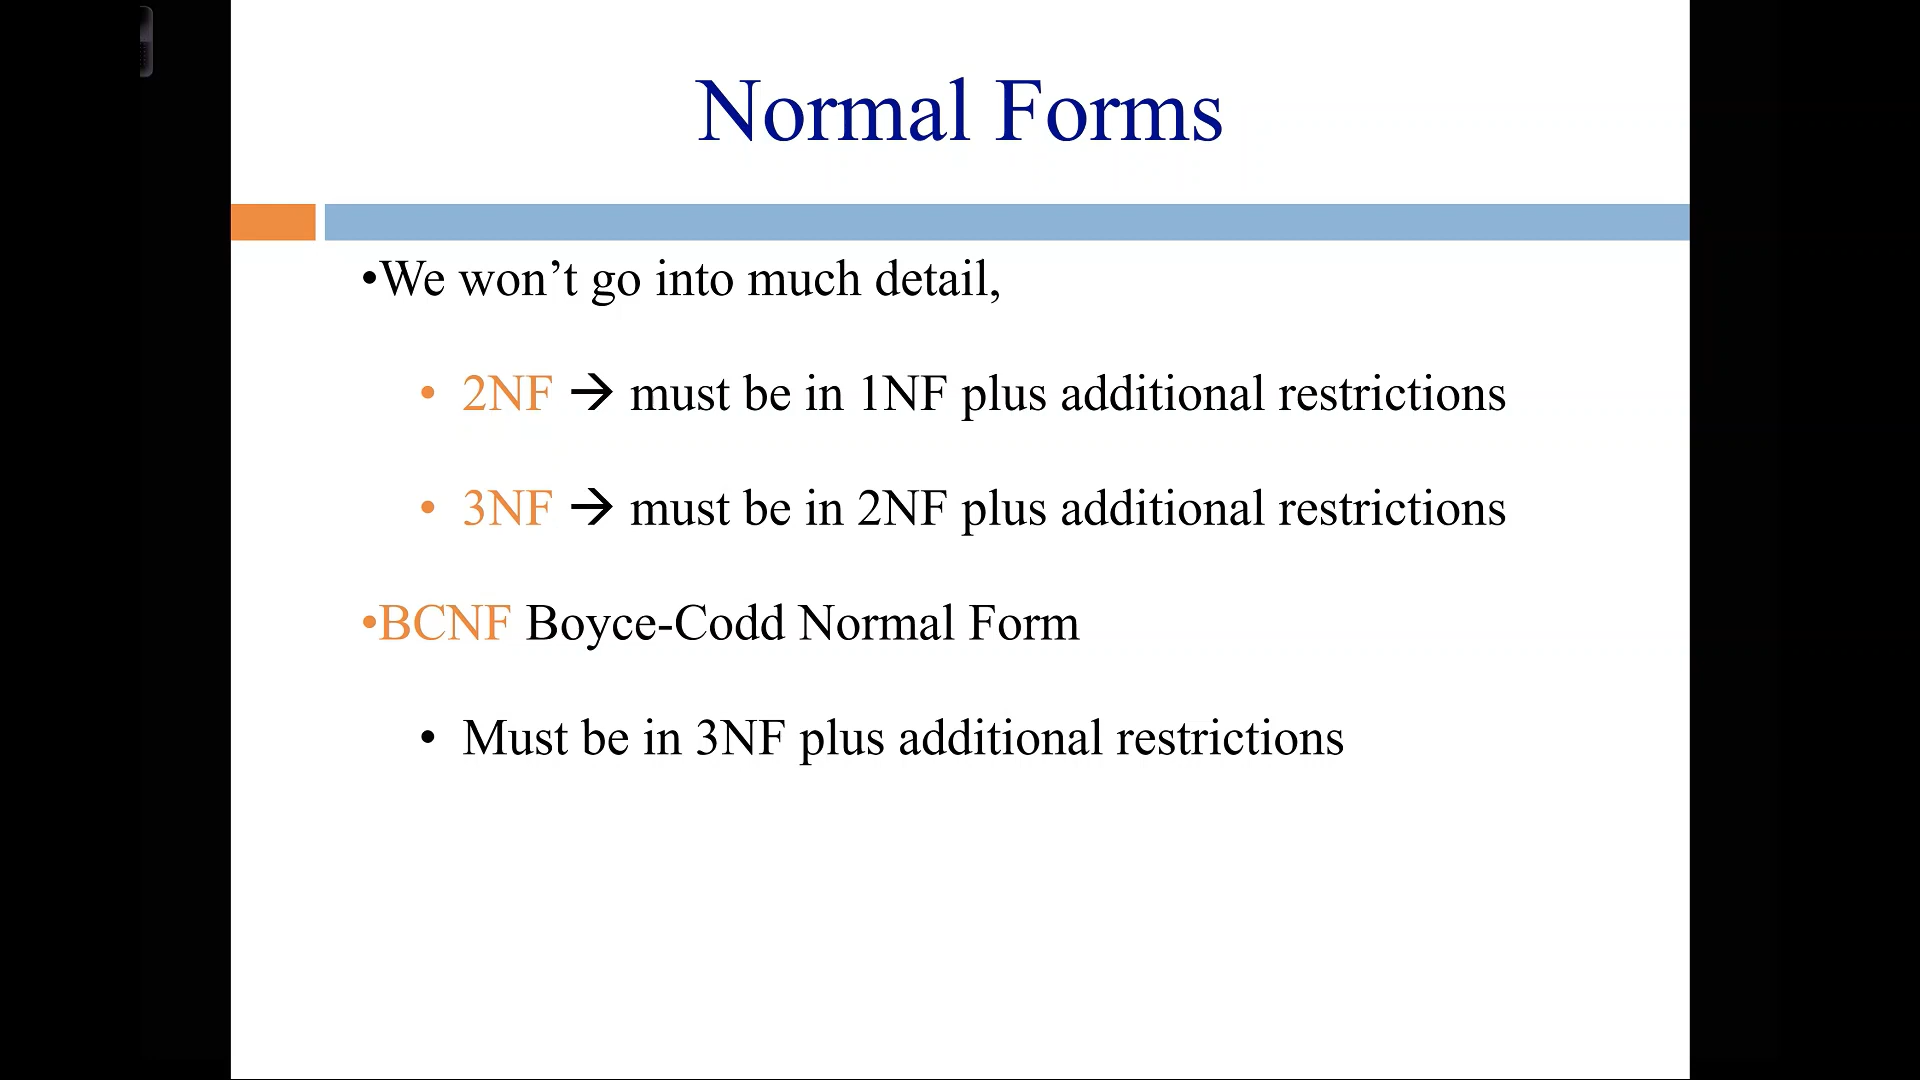 Normal Forms
•We won’t go into much detail,
• 2NF → must be in 1NF plus additional restrictions
• 3NF → must be in 2NF plus additional restrictions
•BCNF Boyce-Codd Normal Form
• Must be in 3NF plus additional restrictions